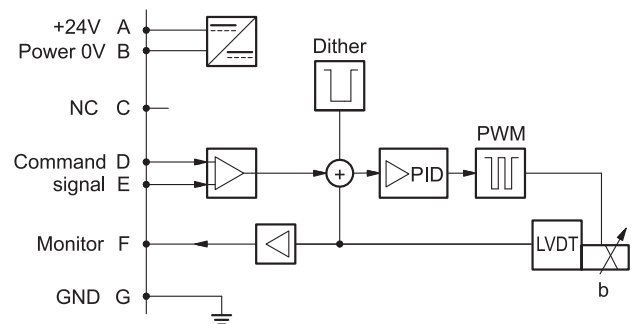 +24V A
Power 0V B
Dither
NC C
PWM
Command D
signal E
+
PID
Monitor F
LVDT
b
GND G